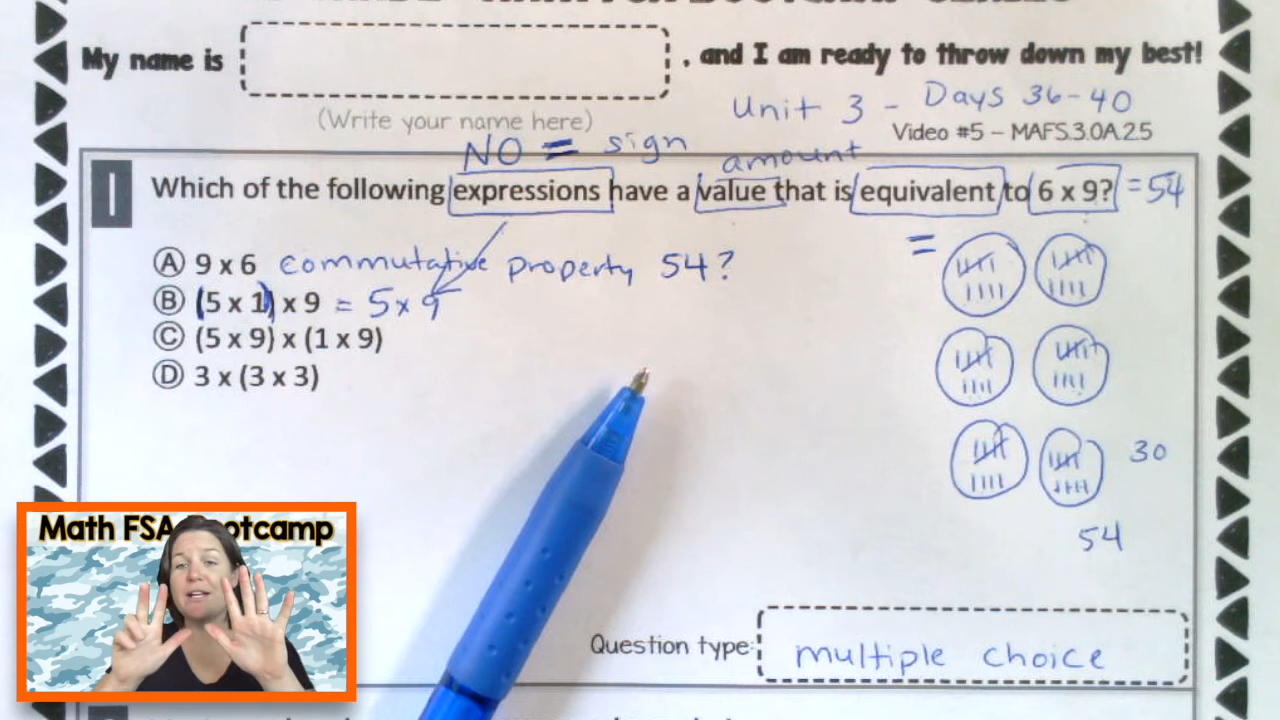 My name is , and I am ready to throw down my best!
(Write your name here)
Unit 3 - Days 36-40
Video #5 – MAFS.3.OA.2.5
NO = sign amount
1 Which of the following expressions have a value that is equivalent to 6 x 9? = 54
=
Ⓐ 9 x 6 commutative property 54?
Ⓑ (5 x 1) x 9 = 5 x 9
Ⓒ (5 x 9) x (1 x 9)
Ⓓ 3 x (3 x 3)
30
54
Math FSA Bootcamp
Question type: multiple choice